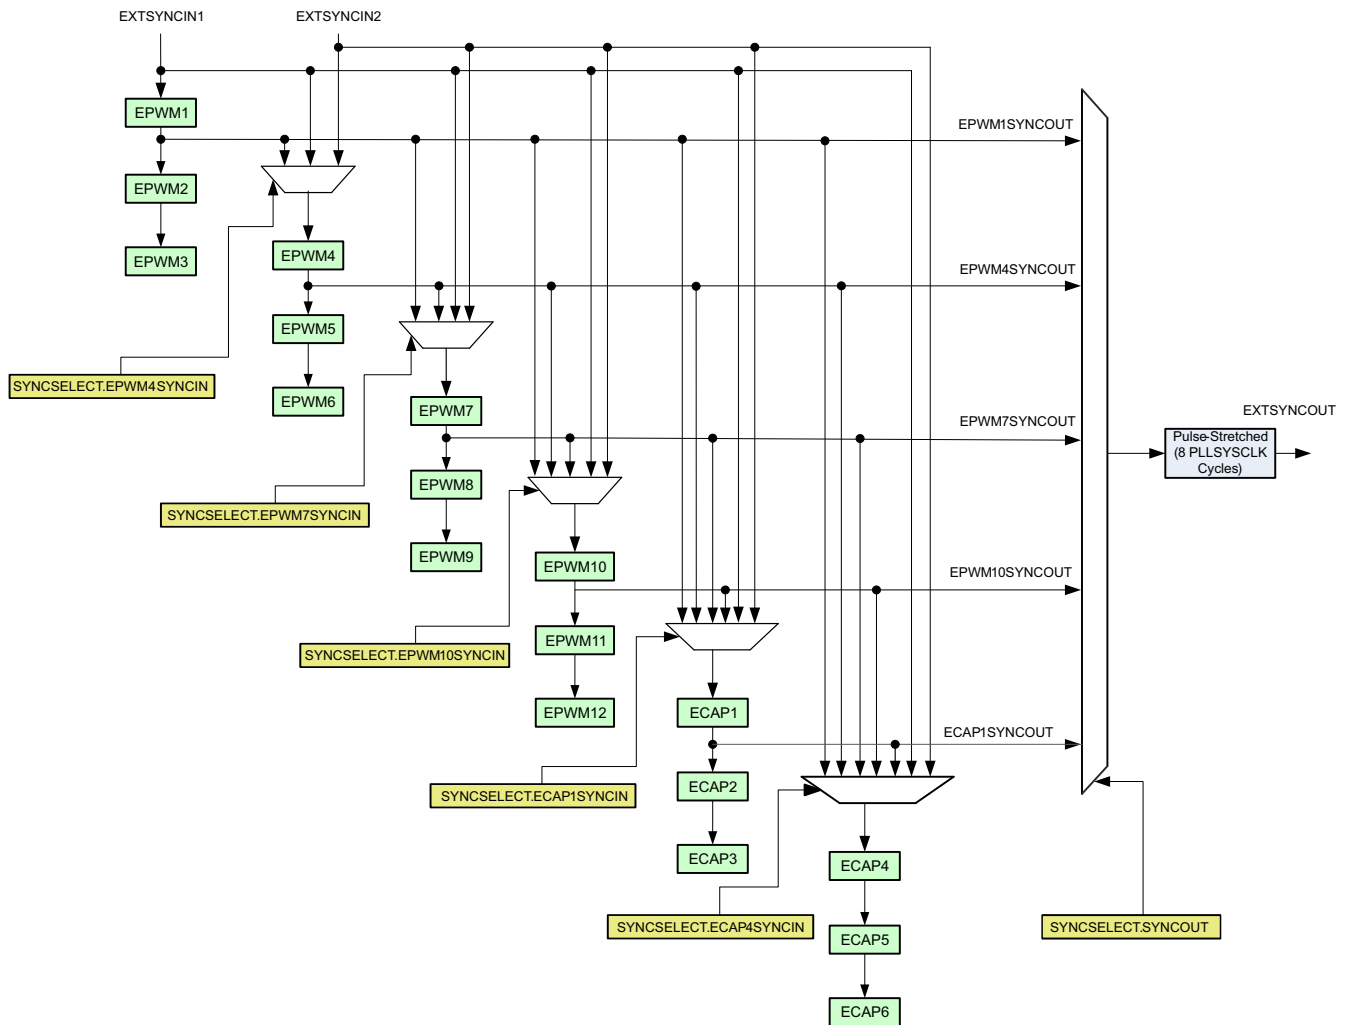 EXTSYNCIN1
EXTSYNCIN2
EPWM1
EPWM1SYNCOUT
EPWM2
EPWM3
EPWM4
EPWM4SYNCOUT
EPWM5
SYNCSELECT.EPWM4SYNCIN
EPWM6
EPWM7
EPWM7SYNCOUT
EXTSYNCOUT
Pulse-Stretched
(8 PLLSYSCLK
Cycles)
EPWM8
SYNCSELECT.EPWM7SYNCIN
EPWM9
EPWM10
EPWM10SYNCOUT
EPWM11
SYNCSELECT.EPWM10SYNCIN
EPWM12
ECAP1
ECAP1SYNCOUT
ECAP2
SYNCSELECT.ECAP1SYNCIN
ECAP3
ECAP4
SYNCSELECT.ECAP4SYNCIN
SYNCSELECT.SYNCOUT
ECAP5
ECAP6